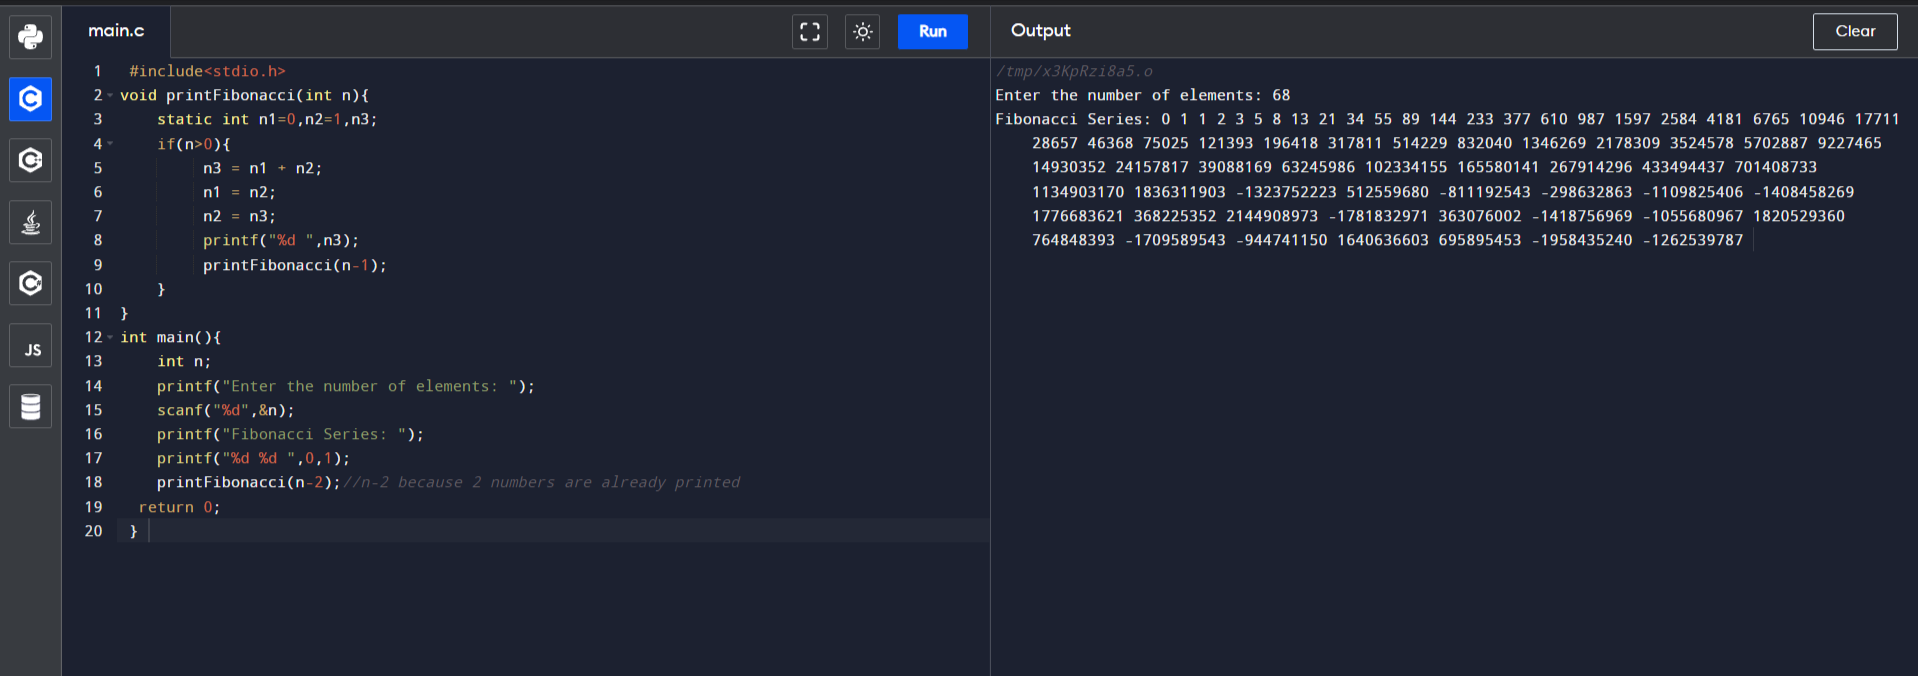 main.c
Run
Output
Clear
JS
1 #include<stdio.h>
2 void printFibonacci(int n){
3 static int n1=0,n2=1,n3;
4 if(n>0){
5 n3 = n1 + n2;
6 n1 = n2;
7 n2 = n3;
8 printf("%d ",n3);
9 printFibonacci(n-1);
10 }
11 }
12 int main(){
13 int n;
14 printf("Enter the number of elements: ");
15 scanf("%d",&n);
16 printf("Fibonacci Series: ");
17 printf("%d %d ",0,1);
18 printFibonacci(n-2);//n-2 because 2 numbers are already printed
19 return 0;
20 }
/tmp/x3KpRzi8a5.o
Enter the number of elements: 68
Fibonacci Series: 0 1 1 2 3 5 8 13 21 34 55 89 144 233 377 610 987 1597 2584 4181 6765 10946 17711
28657 46368 75025 121393 196418 317811 514229 832040 1346269 2178309 3524578 5702887 9227465
14930352 24157817 39088169 63245986 102334155 165580141 267914296 433494437 701408733
1134903170 1836311903 -1323752223 512559680 -811192543 -298632863 -1109825406 -1408458269
1776683621 368225352 2144908973 -1781832971 363076002 -1418756969 -1055680967 1820529360
764848393 -1709589543 -944741150 1640636603 695895453 -1958435240 -1262539787